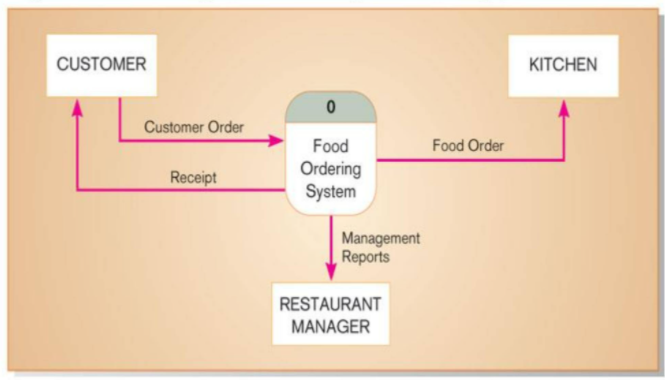 CUSTOMER
KITCHEN
0
Customer Order
Food
Ordering
System
Food Order
Receipt
Management
Reports
RESTAURANT
MANAGER